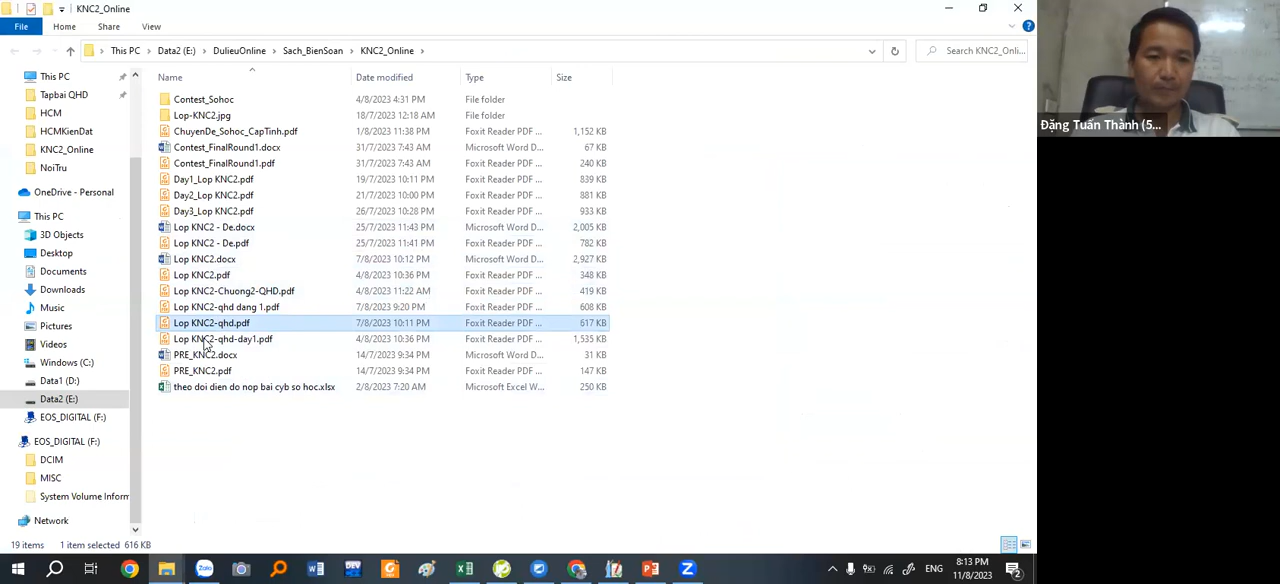 KNC2_Online
File Home Share View
This PC Data2 (E:) DulieuOnline Sach_BienSoan KNC2_Online
Search KNC2_Onli...
This PC
Tapbai QHD
HCM
HCMKienDat
KNC2_Online
NoiTru
OneDrive - Personal
This PC
3D Objects
Desktop
Documents
Downloads
Music
Pictures
Videos
Windows (C:)
Data1 (D:)
Data2 (E:)
EOS_DIGITAL (F:)
EOS_DIGITAL (F:)
DCIM
MISC
System Volume Inforn
Network
Name Date modified Type Size
Contest_Sohoc 4/8/2023 4:31 PM File folder
Lop-KNC2.jpg 18/7/2023 12:18 AM File folder
ChuyenDe_Sohoc_CapTinh.pdf 1/8/2023 11:38 PM Foxit Reader PDF ... 1,152 KB
Contest_FinalRound1.docx 31/7/2023 7:43 AM Microsoft Word D... 67 KB
Contest_FinalRound1.pdf 31/7/2023 7:43 AM Foxit Reader PDF ... 240 KB
Day1_Lop KNC2.pdf 19/7/2023 10:11 PM Foxit Reader PDF ... 839 KB
Day2_Lop KNC2.pdf 21/7/2023 10:00 PM Foxit Reader PDF ... 881 KB
Day3_Lop KNC2.pdf 26/7/2023 10:28 PM Foxit Reader PDF ... 933 KB
Lop KNC2 - De.docx 25/7/2023 11:43 PM Microsoft Word D... 2,005 KB
Lop KNC2 - De.pdf 25/7/2023 11:41 PM Foxit Reader PDF ... 782 KB
Lop KNC2.docx 7/8/2023 10:12 PM Microsoft Word D... 2,927 KB
Lop KNC2.pdf 4/8/2023 10:36 PM Foxit Reader PDF ... 348 KB
Lop KNC2-Chuong2-QHD.pdf 4/8/2023 11:22 AM Foxit Reader PDF ... 419 KB
Lop KNC2-qhd dang 1.pdf 7/8/2023 9:20 PM Foxit Reader PDF ... 608 KB
Lop KNC2-qhd.pdf 7/8/2023 10:11 PM Foxit Reader PDF ... 617 KB
Lop KNC2-qhd-day1.pdf 4/8/2023 10:36 PM Foxit Reader PDF ... 1,535 KB
PRE_KNC2.docx 14/7/2023 9:34 PM Microsoft Word D... 31 KB
PRE_KNC2.pdf 14/7/2023 9:34 PM Foxit Reader PDF ... 147 KB
theo doi dien do nop bai cyb so hoc.xlsx 2/8/2023 7:20 AM Microsoft Excel W... 250 KB
19 items 1 item selected 616 KB
Đặng Tuấn Thành (5...
Zalo
DEV
ENG
8:13 PM
11/8/2023